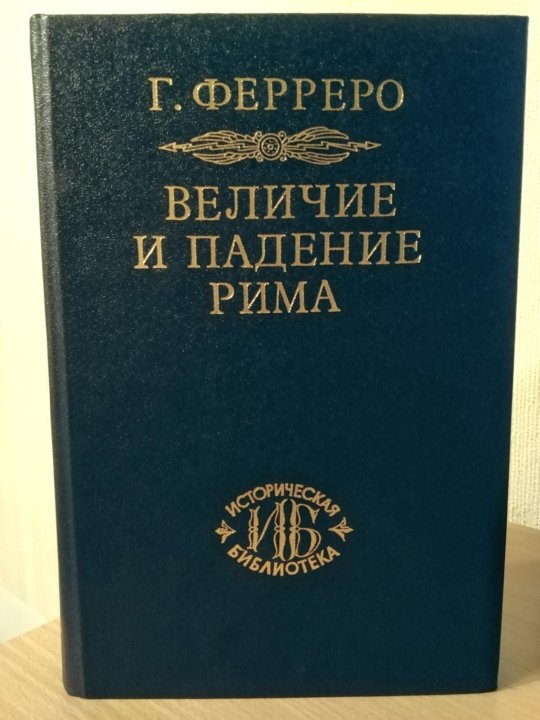 Г. ФЕРРЕРО
ВЕЛИЧИЕ
И ПАДЕНИЕ
РИМА
ИСТОРИЧЕСКАЯ
ИБ
БИБЛИОТЕКА